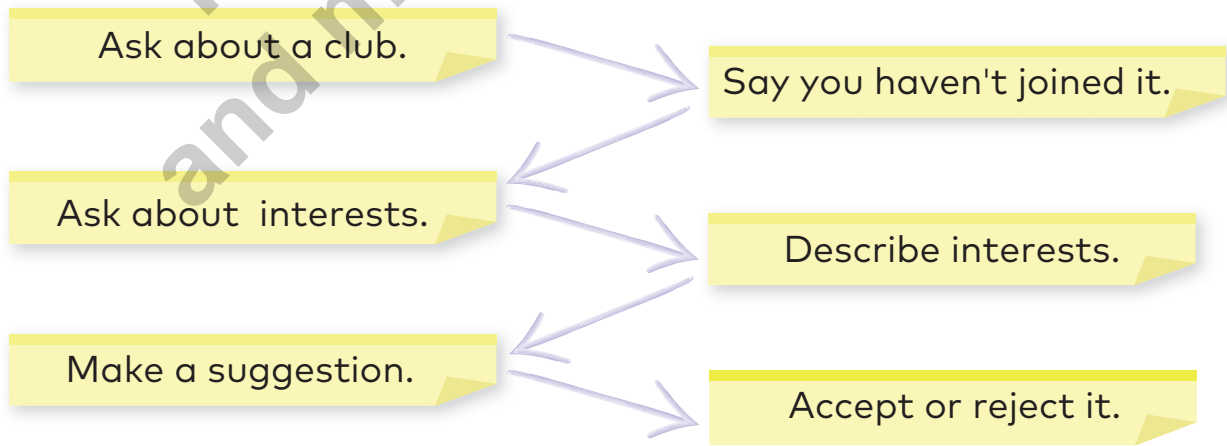 Ask about a club.
Say you haven't joined it.
Ask about interests.
Describe interests.
Make a suggestion.
Accept or reject it.
and